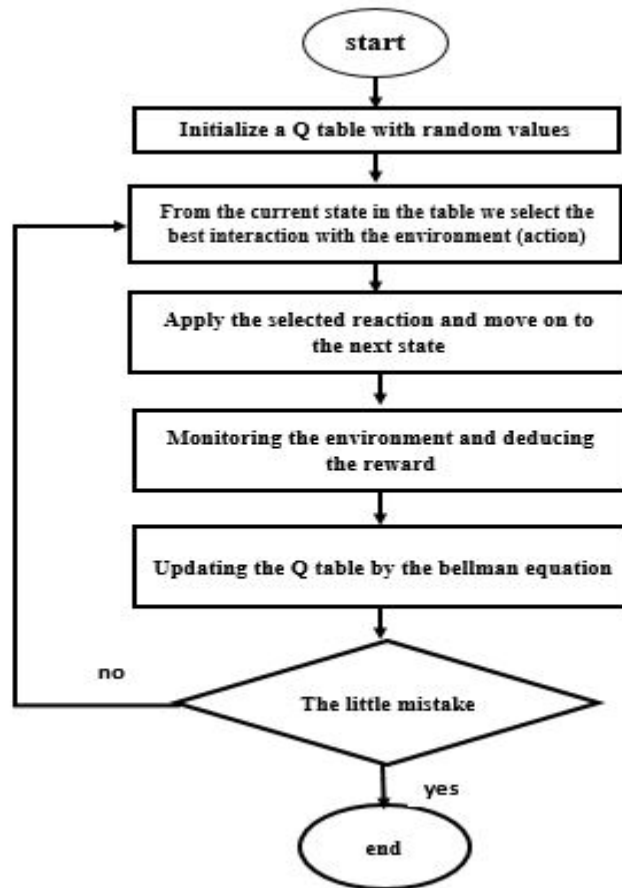 start
Initialize a Q table with random values
From the current state in the table we select the
best interaction with the environment (action)
Apply the selected reaction and move on to
the next state
Monitoring the environment and deducing
the reward
Updating the Q table by the bellman equation
no
The little mistake
yes
end